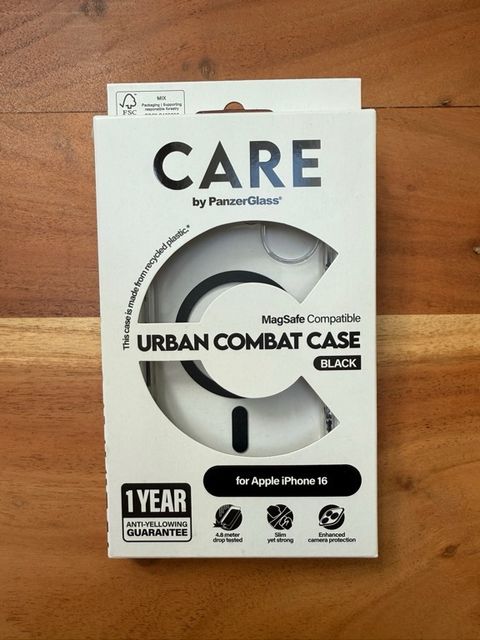 MIX
Packaging | Supporting
responsible forestry
FSC
CARE
by PanzerGlass®
This case is made from recycled plastic.*
MagSafe Compatible
URBAN COMBAT CASE
BLACK
for Apple iPhone 16
1 YEAR
ANTI-YELLOWING
GUARANTEE
4.8 meter
drop tested
Slim
yet strong
Enhanced
camera protection